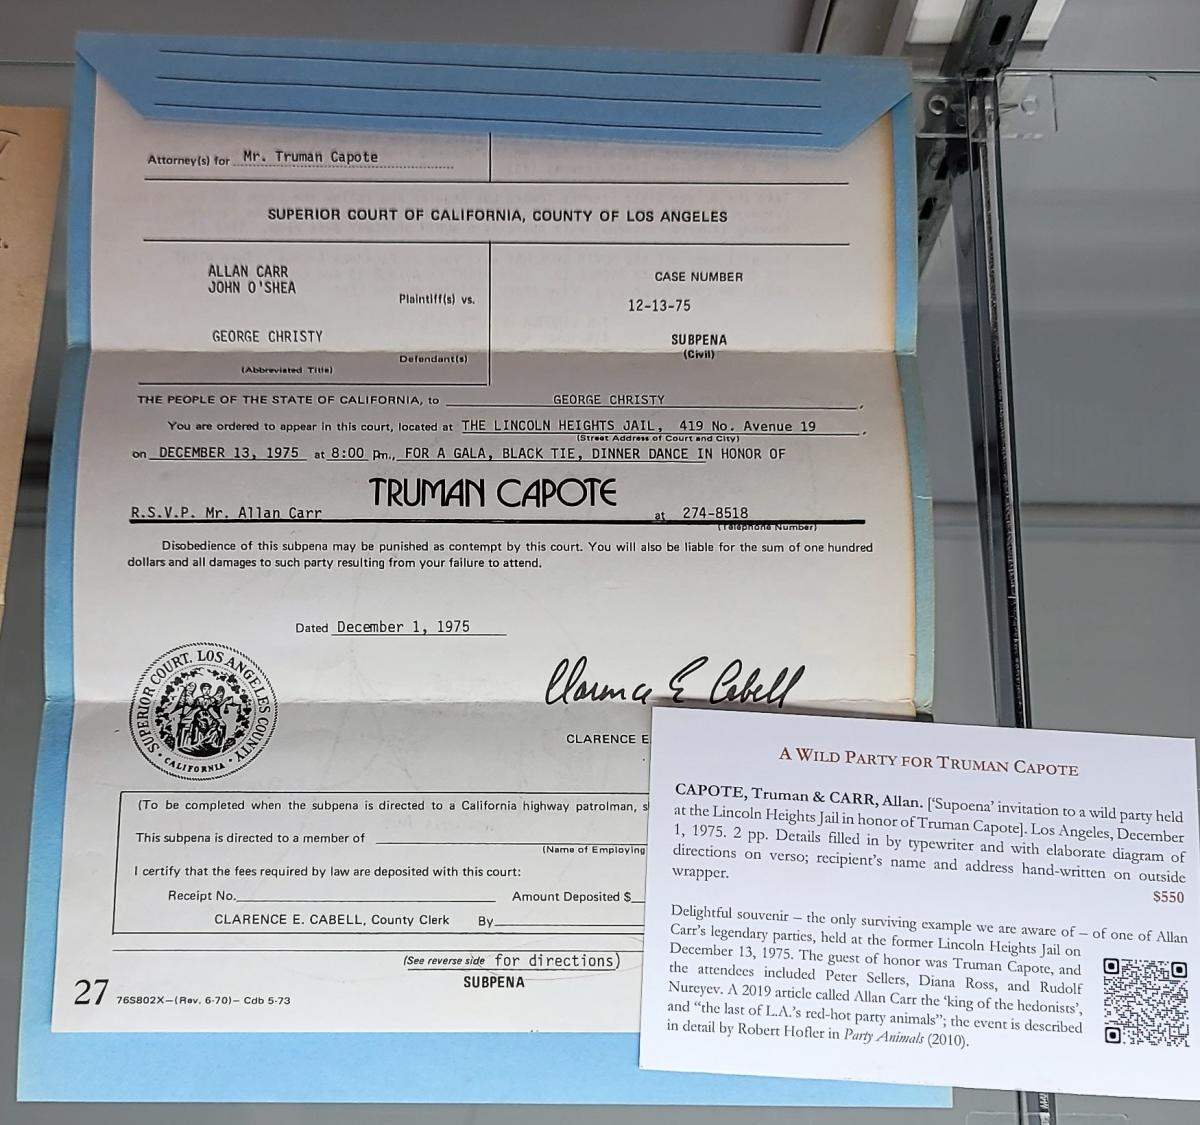 Attorney(s) for Mr. Truman Capote
SUPERIOR COURT OF CALIFORNIA, COUNTY OF LOS ANGELES
ALLAN CARR
JOHN O'SHEA
Plaintiff(s) vs.
GEORGE CHRISTY
Defendant(s)
(Abbreviated Title)
CASE NUMBER
12-13-75
SUBPENA
(Civil)
THE PEOPLE OF THE STATE OF CALIFORNIA, to GEORGE CHRISTY
You are ordered to appear in this court, located at THE LINCOLN HEIGHTS JAIL, 419 No. Avenue 19
(Street Address of Court and City)
on DECEMBER 13, 1975 at 8:00 pm., FOR A GALA, BLACK TIE, DINNER DANCE IN HONOR OF
TRUMAN CAPOTE
R.S.V.P. Mr. Allan Carr at 274-8518
(Telephone Number)
Disobedience of this subpena may be punished as contempt by this court. You will also be liable for the sum of one hundred
dollars and all damages to such party resulting from your failure to attend.
Dated December 1, 1975
SUPERIOR COURT. LOS ANGELES COUNTY
• CALIFORNIA •
Clarence E Cabell
CLARENCE E
(To be completed when the subpena is directed to a California highway patrolman, s
This subpena is directed to a member of
(Name of Employing
I certify that the fees required by law are deposited with this court:
Receipt No. Amount Deposited $
CLARENCE E. CABELL, County Clerk By
(See reverse side for directions)
SUBPENA
27 76S802X—(Rev. 6-70)— Cdb 5-73
A WILD PARTY FOR TRUMAN CAPOTE
CAPOTE, Truman & CARR, Allan. ['Supoena' invitation to a wild party held
at the Lincoln Heights Jail in honor of Truman Capote]. Los Angeles, December
1, 1975. 2 pp. Details filled in by typewriter and with elaborate diagram of
directions on verso; recipient's name and address hand-written on outside
wrapper.
$550
Delightful souvenir – the only surviving example we are aware of – of one of Allan
Carr's legendary parties, held at the former Lincoln Heights Jail on
December 13, 1975. The guest of honor was Truman Capote, and
the attendees included Peter Sellers, Diana Ross, and Rudolf
Nureyev. A 2019 article called Allan Carr the 'king of the hedonists',
and "the last of L.A.'s red-hot party animals"; the event is described
in detail by Robert Hofler in Party Animals (2010).